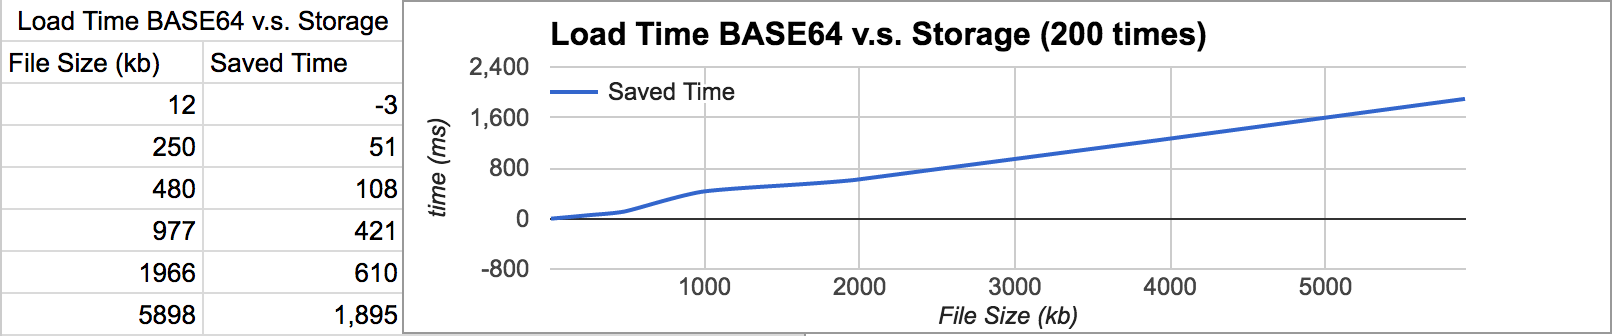 Load Time BASE64 v.s. Storage
File Size (kb) Saved Time
12 -3
250 51
480 108
977 421
1966 610
5898 1,895
Load Time BASE64 v.s. Storage (200 times)
Saved Time
2,400
1,600
800
0
-800
time (ms)
1000 2000 3000 4000 5000
File Size (kb)